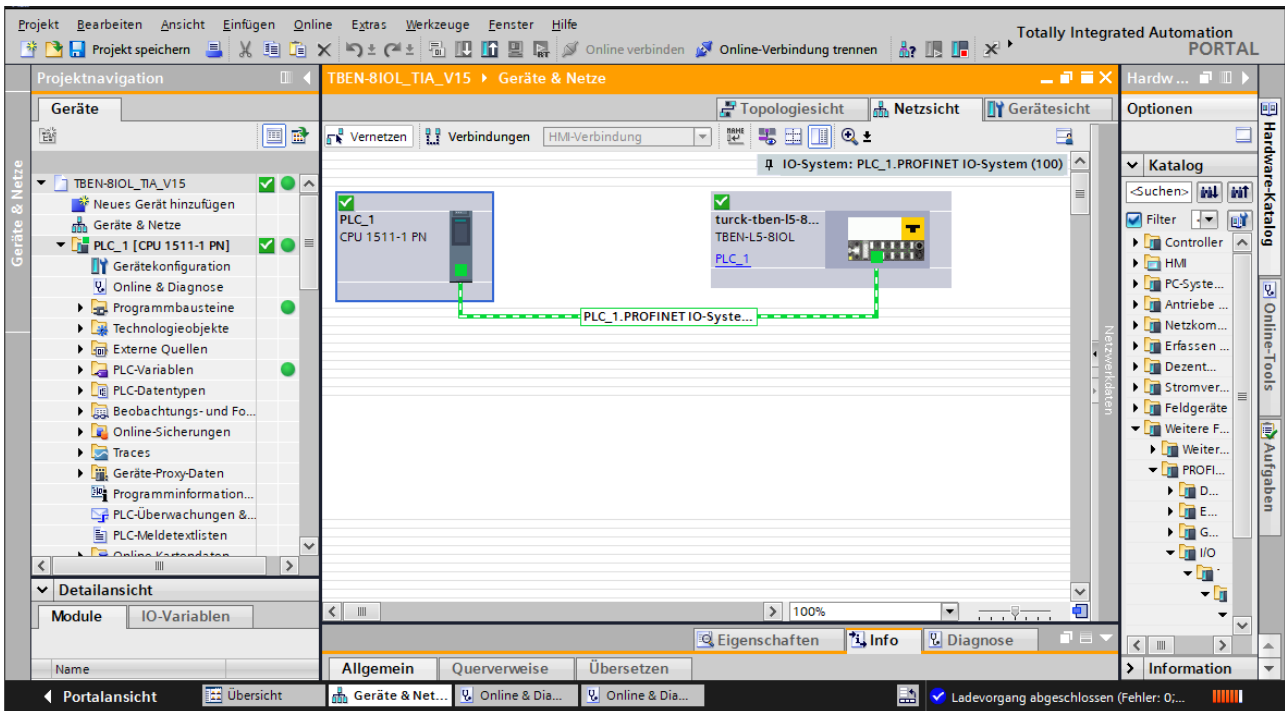 Projekt Bearbeiten Ansicht Einfügen Online Extras Werkzeuge Fenster Hilfe
Totally Integrated Automation
PORTAL
Projekt speichern
Online verbinden
Online-Verbindung trennen
Projektnavigation
TBEN-8IOL_TIA_V15 Geräte & Netze
Hardw ...
Geräte
Topologiesicht
Netzsicht
Gerätesicht
Optionen
Vernetzen
Verbindungen
HMI-Verbindung
IO-System: PLC_1.PROFINET IO-System (100)
Geräte & Netze
TBEN-8IOL_TIA_V15
Neues Gerät hinzufügen
Geräte & Netze
PLC_1 [CPU 1511-1 PN]
Gerätekonfiguration
Online & Diagnose
Programmbausteine
Technologieobjekte
Externe Quellen
PLC-Variablen
PLC-Datentypen
Beobachtungs- und Fo...
Online-Sicherungen
Traces
Geräte-Proxy-Daten
Programminformation...
PLC-Überwachungen &...
PLC-Meldetextlisten
Online Kartendaten
PLC_1
CPU 1511-1 PN
turck-tben-l5-8...
TBEN-L5-8IOL
PLC_1
PLC_1.PROFINET IO-Syste...
Netzwerkdaten
100%
Katalog
<Suchen>
Filter
Controller
HMI
PC-Syste...
Antriebe ...
Netzkom...
Erfassen ...
Dezent...
Stromver...
Feldgeräte
Weitere F...
Weiter...
PROFI...
D...
E...
G...
I/O
Information
Hardware-Katalog
Online-Tools
Aufgaben
Detailansicht
Module
IO-Variablen
Name
Eigenschaften
Info
Diagnose
Allgemein
Querverweise
Übersetzen
Portalansicht
Übersicht
Geräte & Net...
Online & Dia...
Online & Dia...
Ladevorgang abgeschlossen (Fehler: 0;...